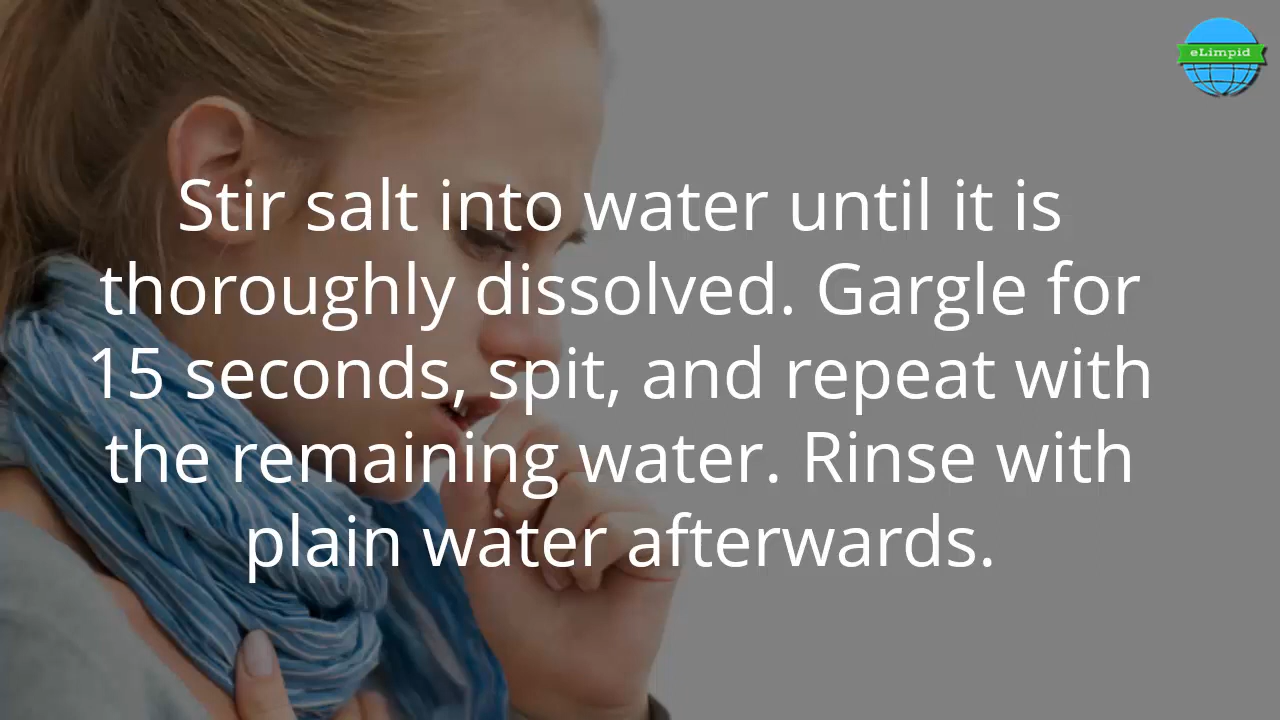 eLimpid
Stir salt into water until it is
thoroughly dissolved. Gargle for
15 seconds, spit, and repeat with
the remaining water. Rinse with
plain water afterwards.